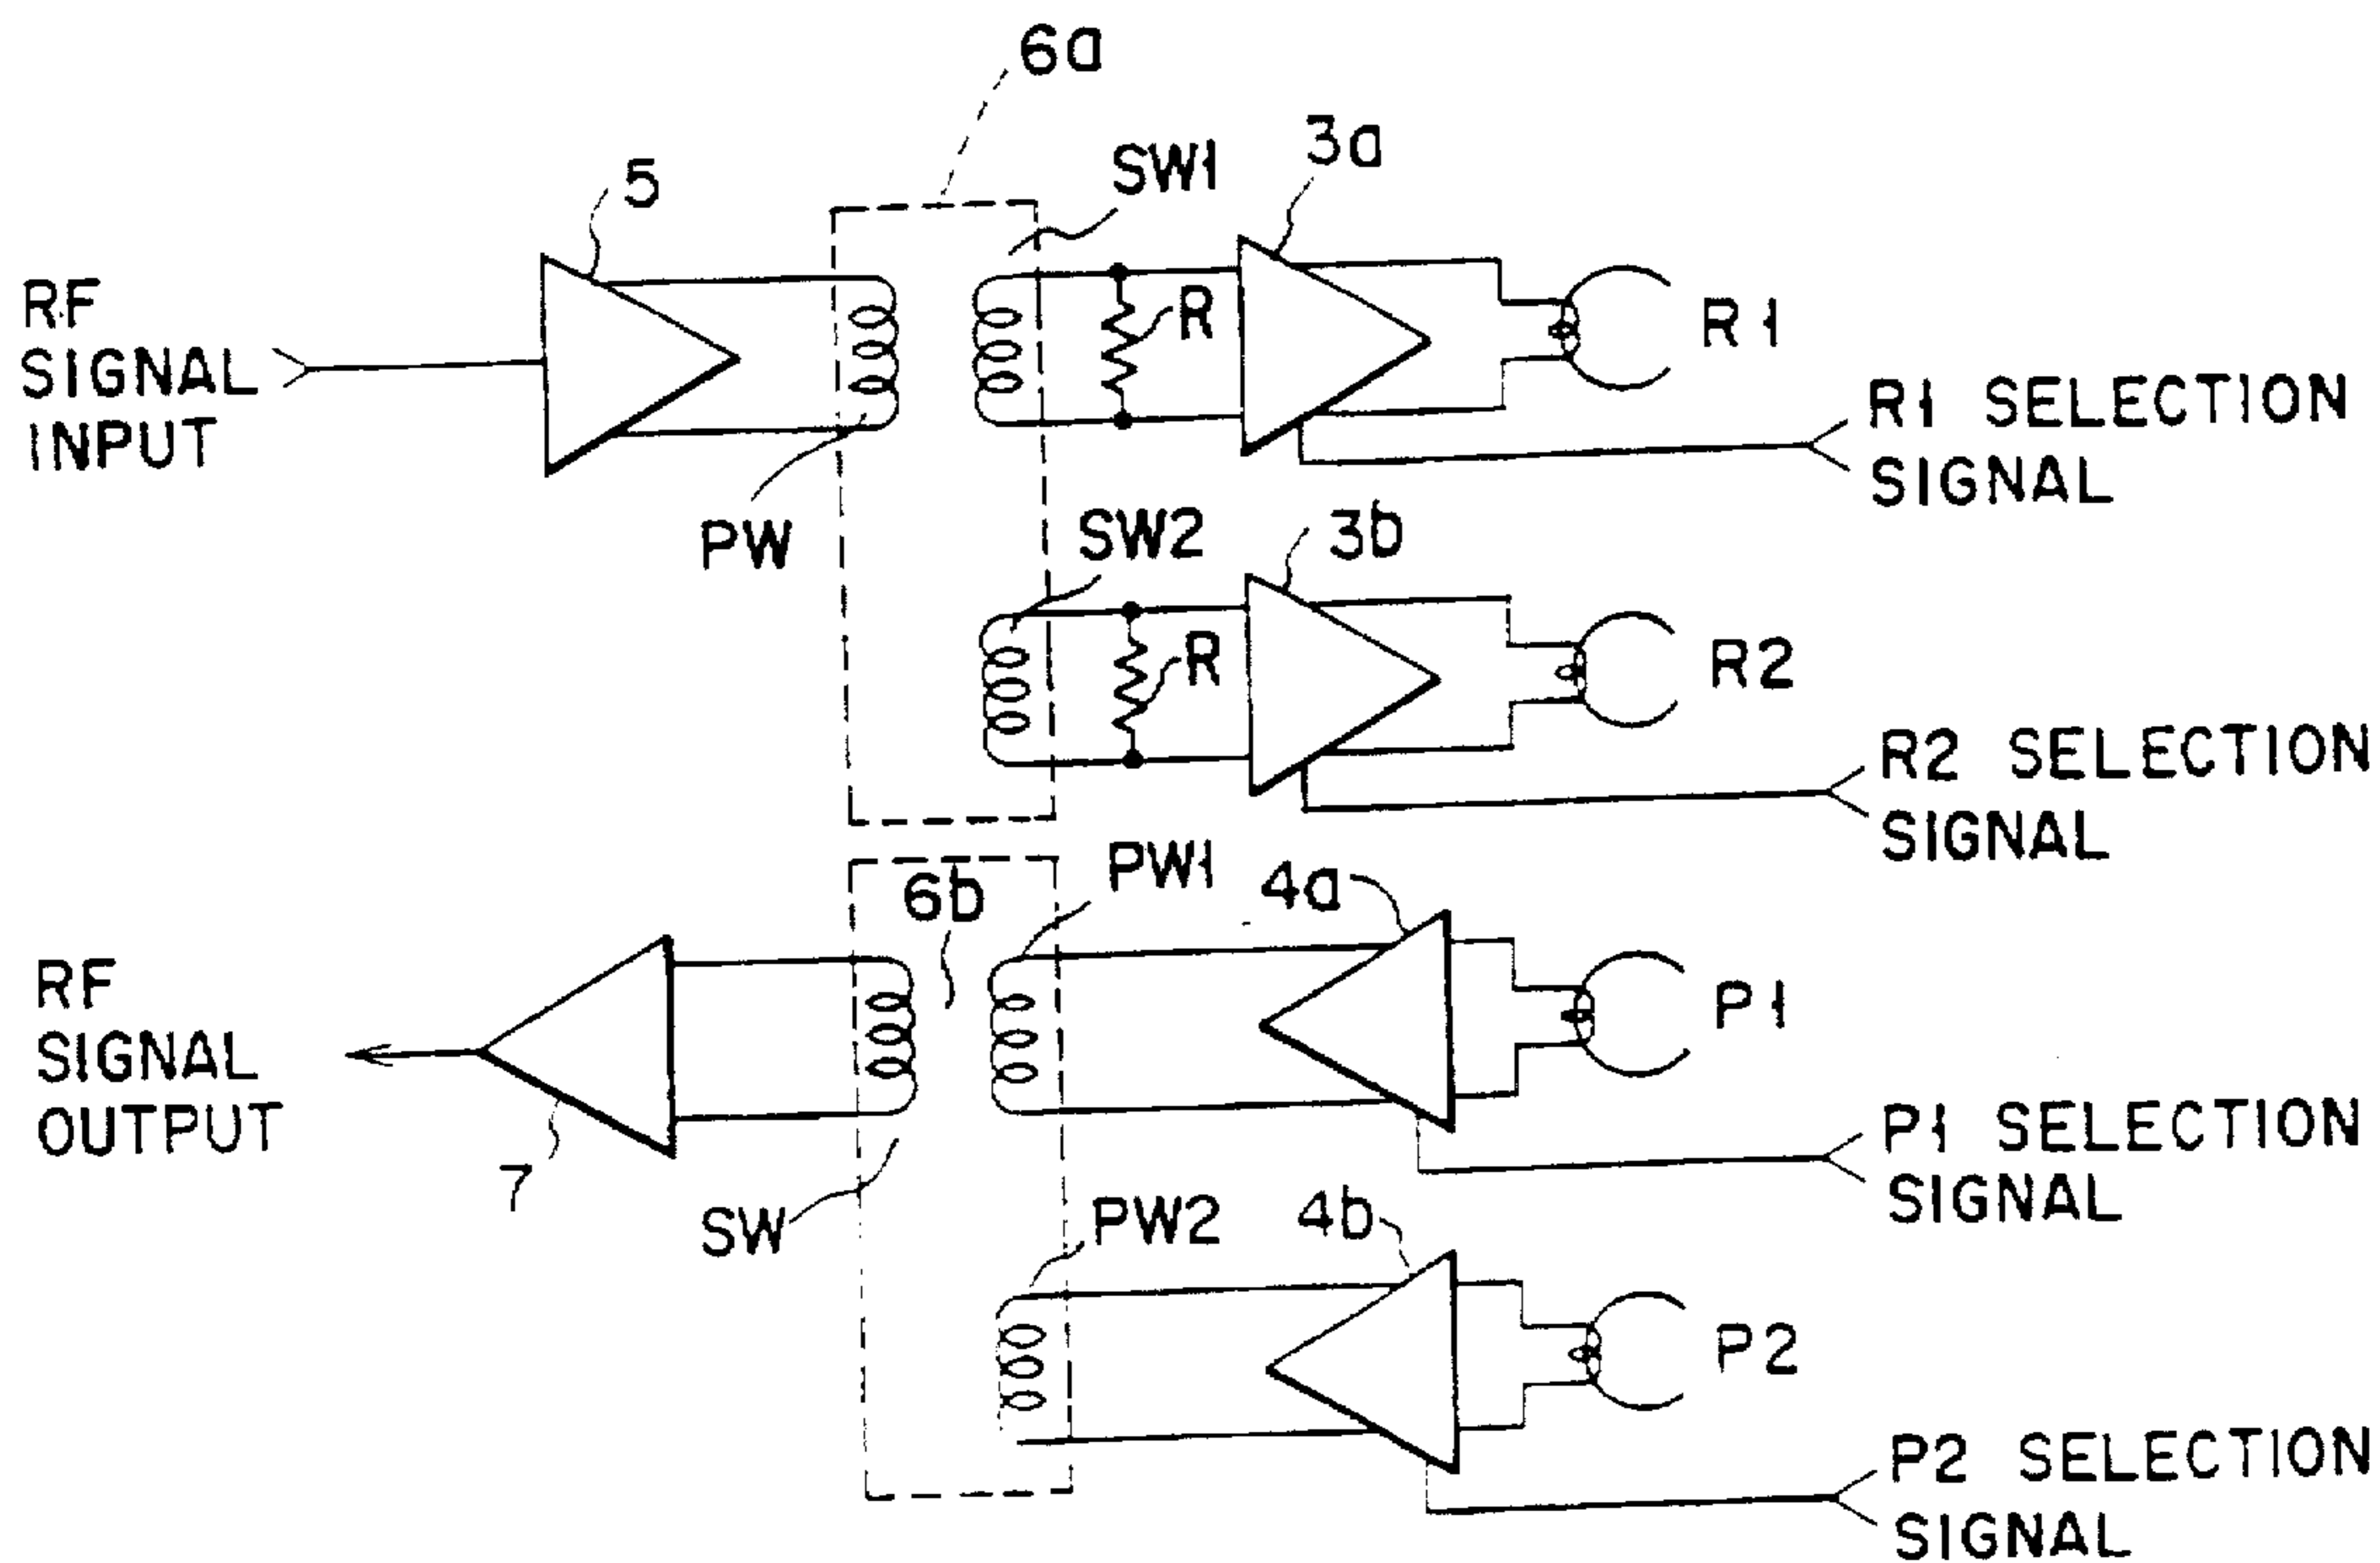 6a
5
SW1
3a
RF
SIGNAL
INPUT
R
R1
R1 SELECTION
SIGNAL
PW
SW2
3b
R
R2
R2 SELECTION
SIGNAL
6b
PW1
4a
RF
SIGNAL
OUTPUT
P1
P1 SELECTION
SIGNAL
7
SW
PW2
4b
P2
P2 SELECTION
SIGNAL